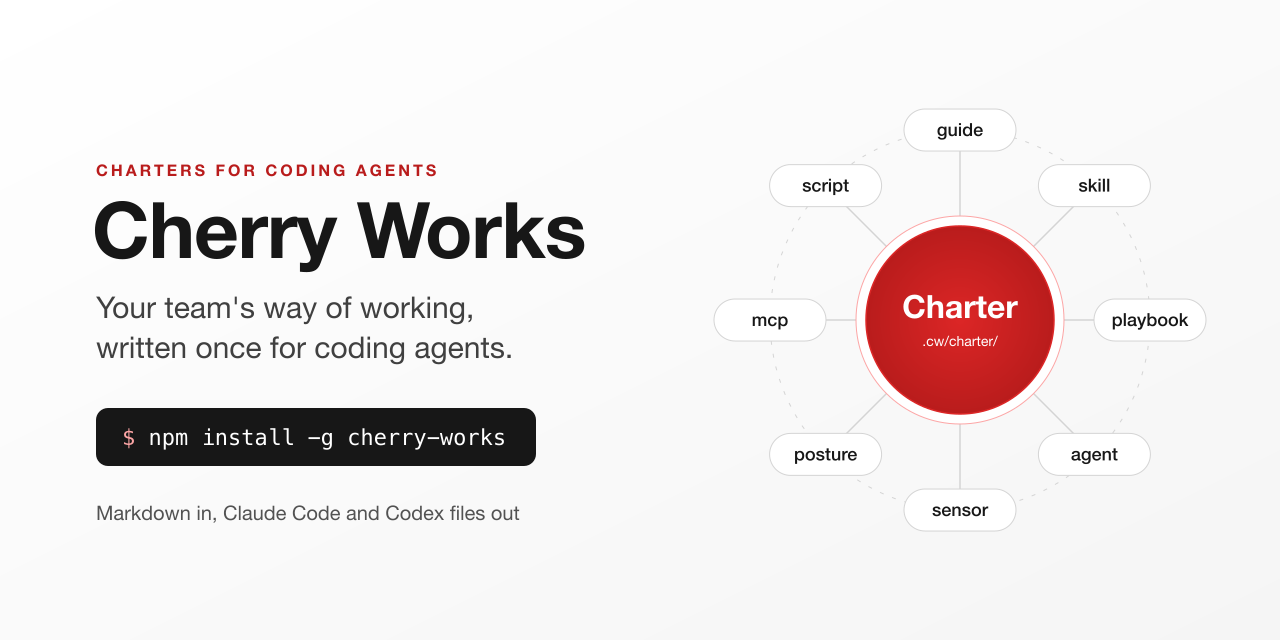 CHARTERS FOR CODING AGENTS
Cherry Works
Your team's way of working,
written once for coding agents.
$ npm install -g cherry-works
Markdown in, Claude Code and Codex files out
guide
script
skill
mcp
Charter
.cw/charter/
playbook
posture
agent
sensor